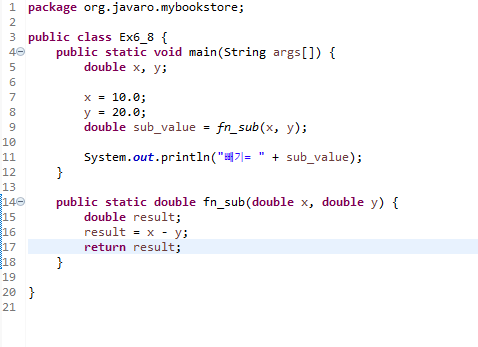 1 package org.javaro.mybookstore;
2
3 public class Ex6_8 {
4 public static void main(String args[]) {
5 double x, y;
6
7 x = 10.0;
8 y = 20.0;
9 double sub_value = fn_sub(x, y);
10
11 System.out.println("빼기= " + sub_value);
12 }
13
14 public static double fn_sub(double x, double y) {
15 double result;
16 result = x - y;
17 return result;
18 }
19
20 }
21